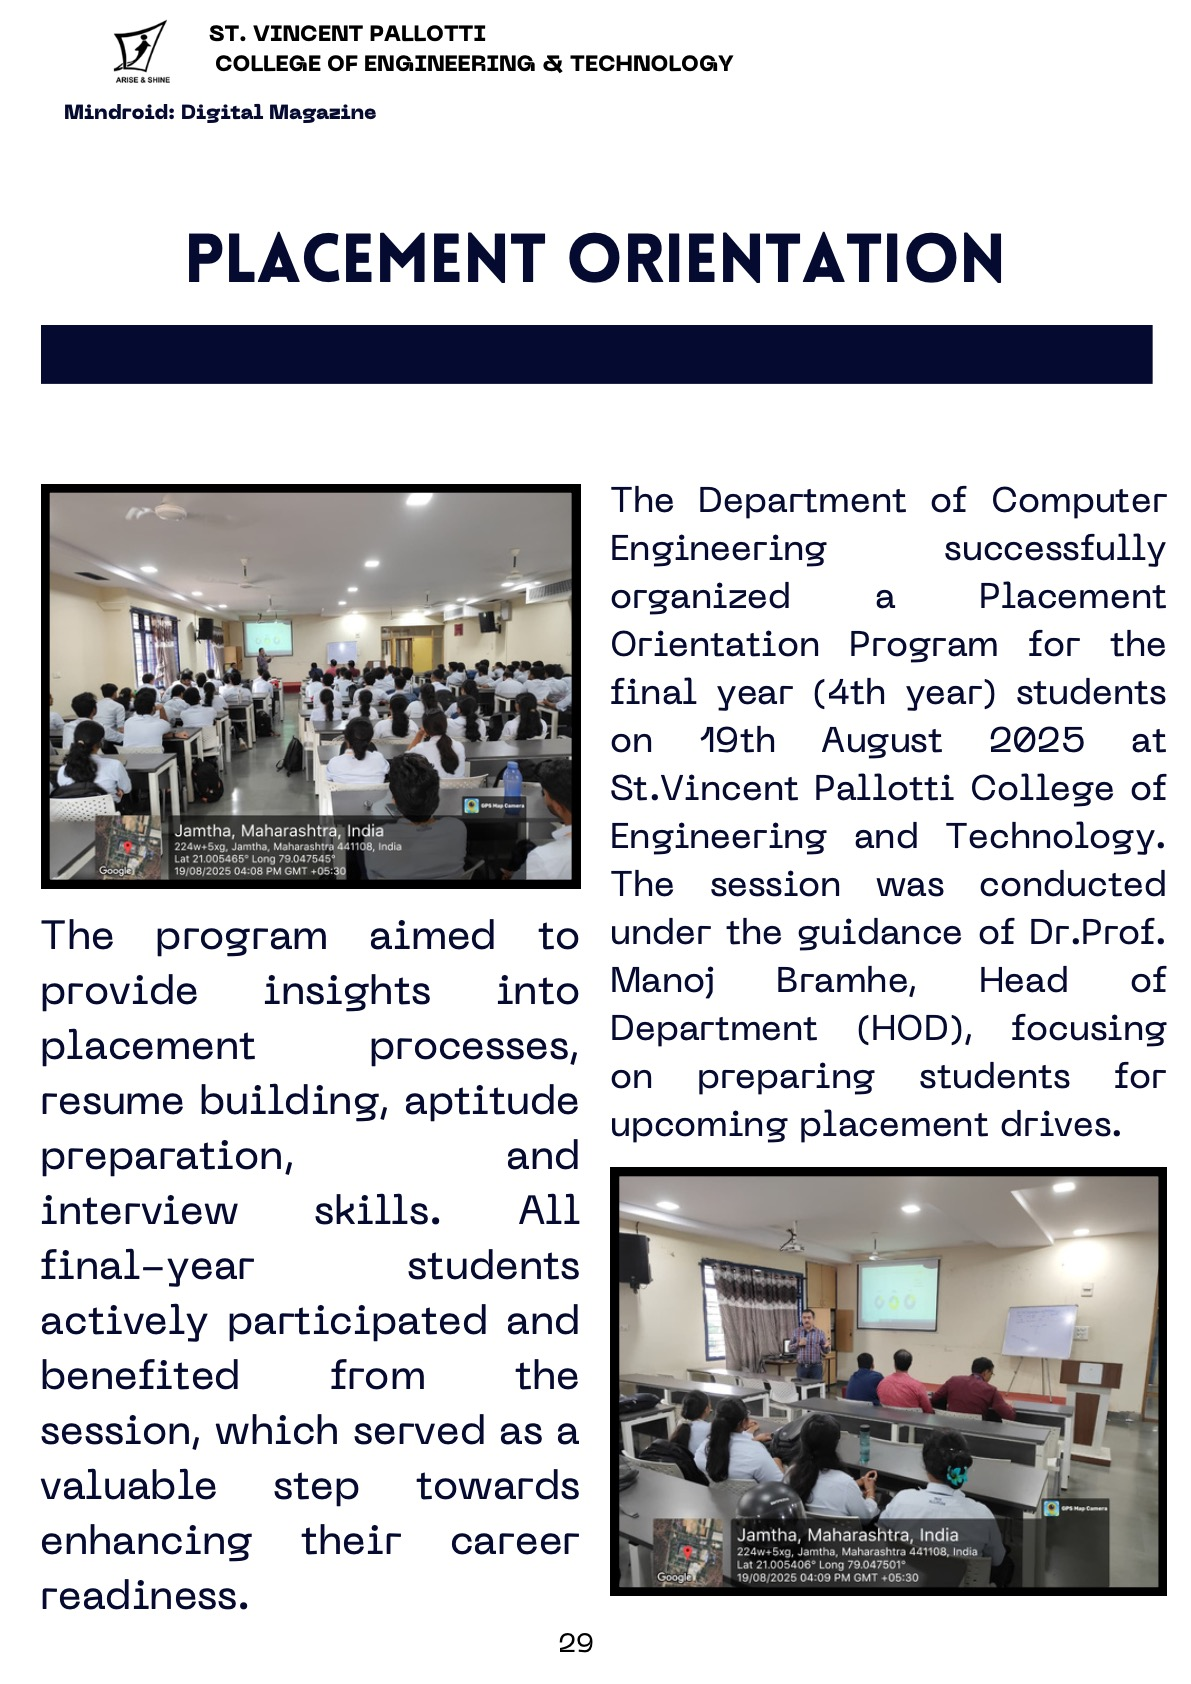 ST. VINCENT PALLOTTI
COLLEGE OF ENGINEERING & TECHNOLOGY
ARISE & SHINE
Mindroid: Digital Magazine
PLACEMENT ORIENTATION
GPS Map Camera
Jamtha, Maharashtra, India
224w+5xg, Jamtha, Maharashtra 441108, India
Lat 21.005465° Long 79.047545°
19/08/2025 04:08 PM GMT +05:30
Google
The Department of Computer
Engineering successfully
organized a Placement
Orientation Program for the
final year (4th year) students
on 19th August 2025 at
St.Vincent Pallotti College of
Engineering and Technology.
The session was conducted
under the guidance of Dr.Prof.
Manoj Bramhe, Head of
Department (HOD), focusing
on preparing students for
upcoming placement drives.
The program aimed to
provide insights into
placement processes,
resume building, aptitude
preparation, and
interview skills. All
final-year students
actively participated and
benefited from the
session, which served as a
valuable step towards
enhancing their career
readiness.
GPS Map Camera
Jamtha, Maharashtra, India
224w+5xg, Jamtha, Maharashtra 441108, India
Lat 21.005406° Long 79.047501°
19/08/2025 04:09 PM GMT +05:30
Google
29